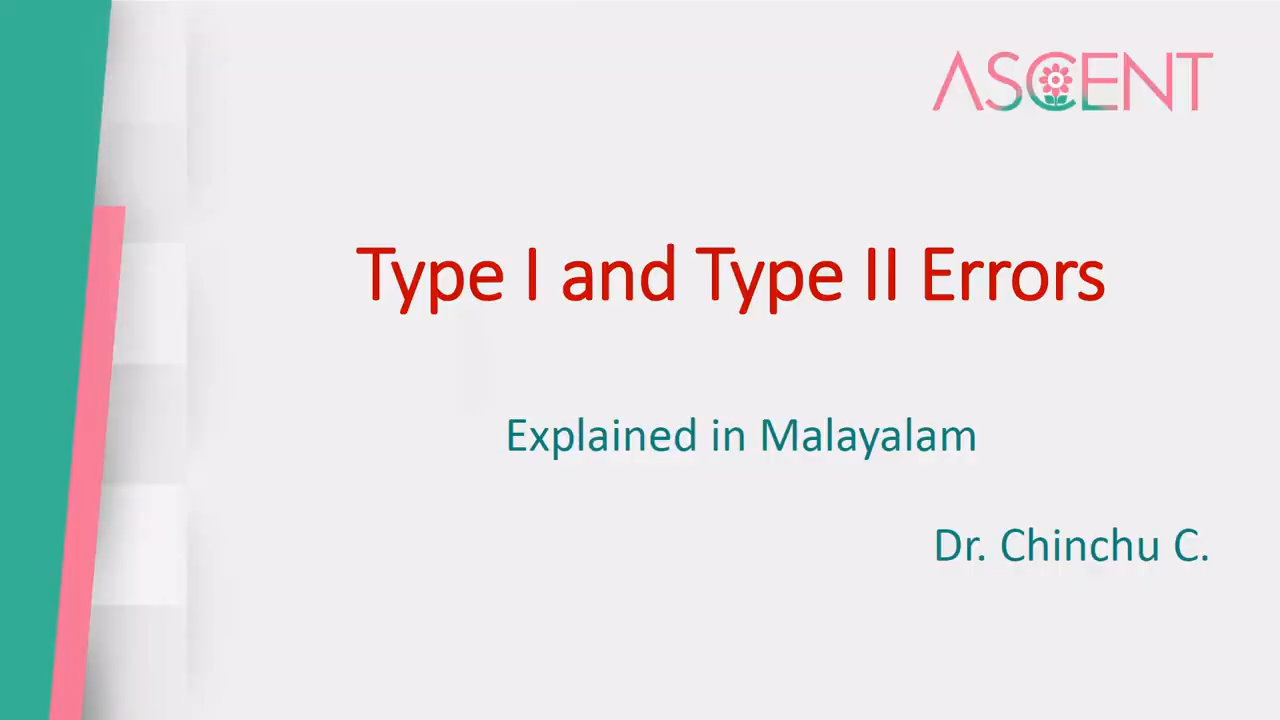 ASCENT
Type I and Type II Errors
Explained in Malayalam
Dr. Chinchu C.